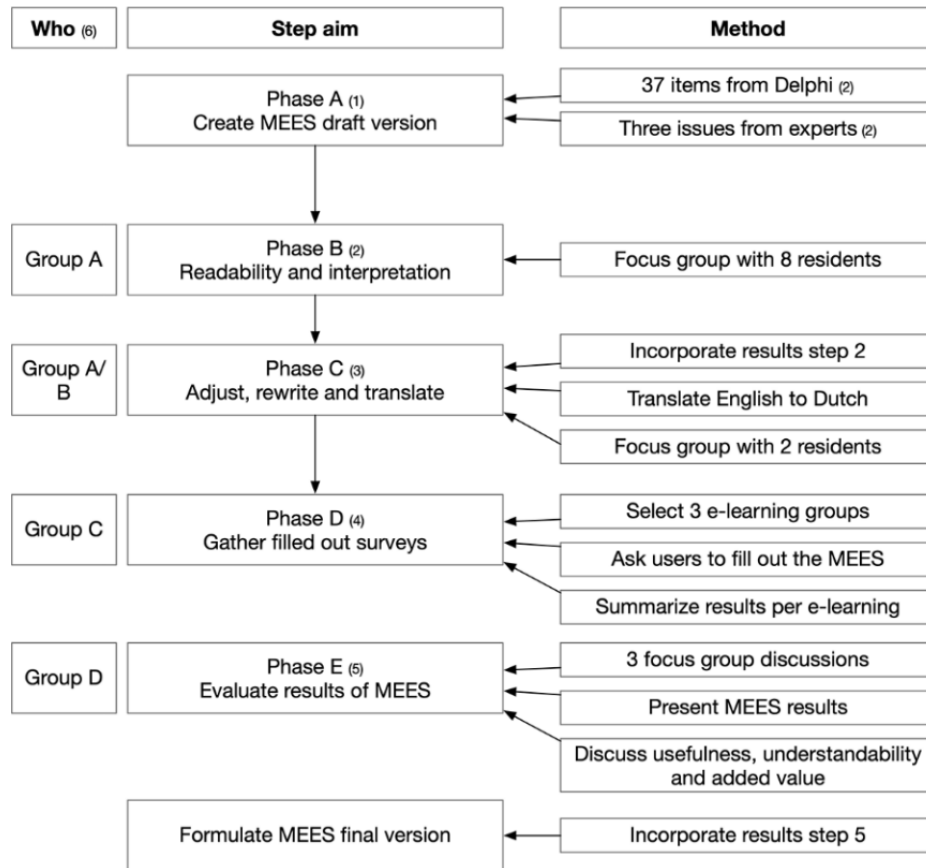 Who (6)
Step aim
Method
Phase A (1)
Create MEES draft version
37 items from Delphi (2)
Three issues from experts (2)
Group A
Phase B (2)
Readability and interpretation
Focus group with 8 residents
Group A/
B
Phase C (3)
Adjust, rewrite and translate
Incorporate results step 2
Translate English to Dutch
Focus group with 2 residents
Group C
Phase D (4)
Gather filled out surveys
Select 3 e-learning groups
Ask users to fill out the MEES
Summarize results per e-learning
Group D
Phase E (5)
Evaluate results of MEES
3 focus group discussions
Present MEES results
Discuss usefulness, understandability
and added value
Formulate MEES final version
Incorporate results step 5